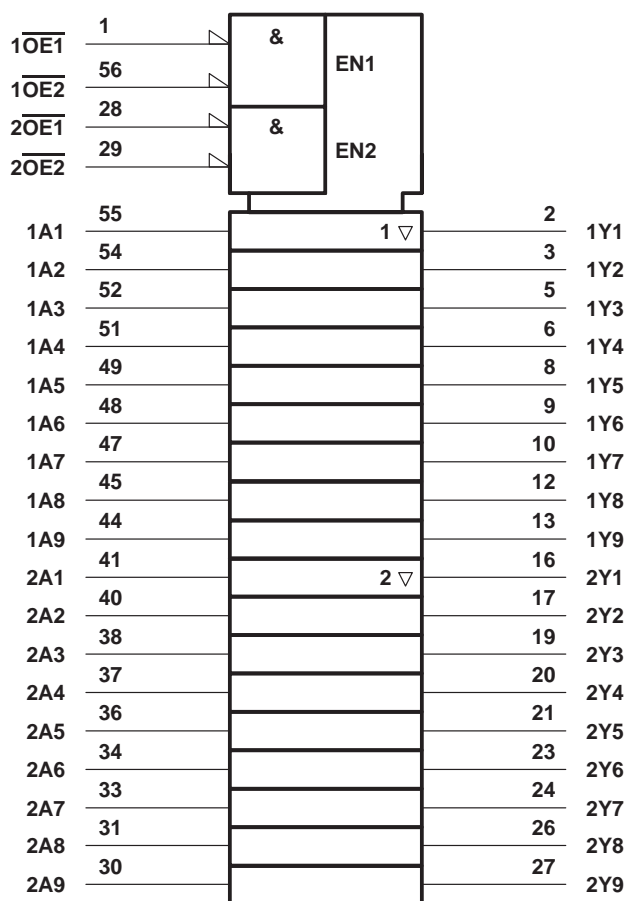 1OE1 1 & EN1
1OE2 56
2OE1 28 & EN2
2OE2 29
1A1 55 1 ▽ 2 1Y1
1A2 54 3 1Y2
1A3 52 5 1Y3
1A4 51 6 1Y4
1A5 49 8 1Y5
1A6 48 9 1Y6
1A7 47 10 1Y7
1A8 45 12 1Y8
1A9 44 13 1Y9
2A1 41 2 ▽ 16 2Y1
2A2 40 17 2Y2
2A3 38 19 2Y3
2A4 37 20 2Y4
2A5 36 21 2Y5
2A6 34 23 2Y6
2A7 33 24 2Y7
2A8 31 26 2Y8
2A9 30 27 2Y9